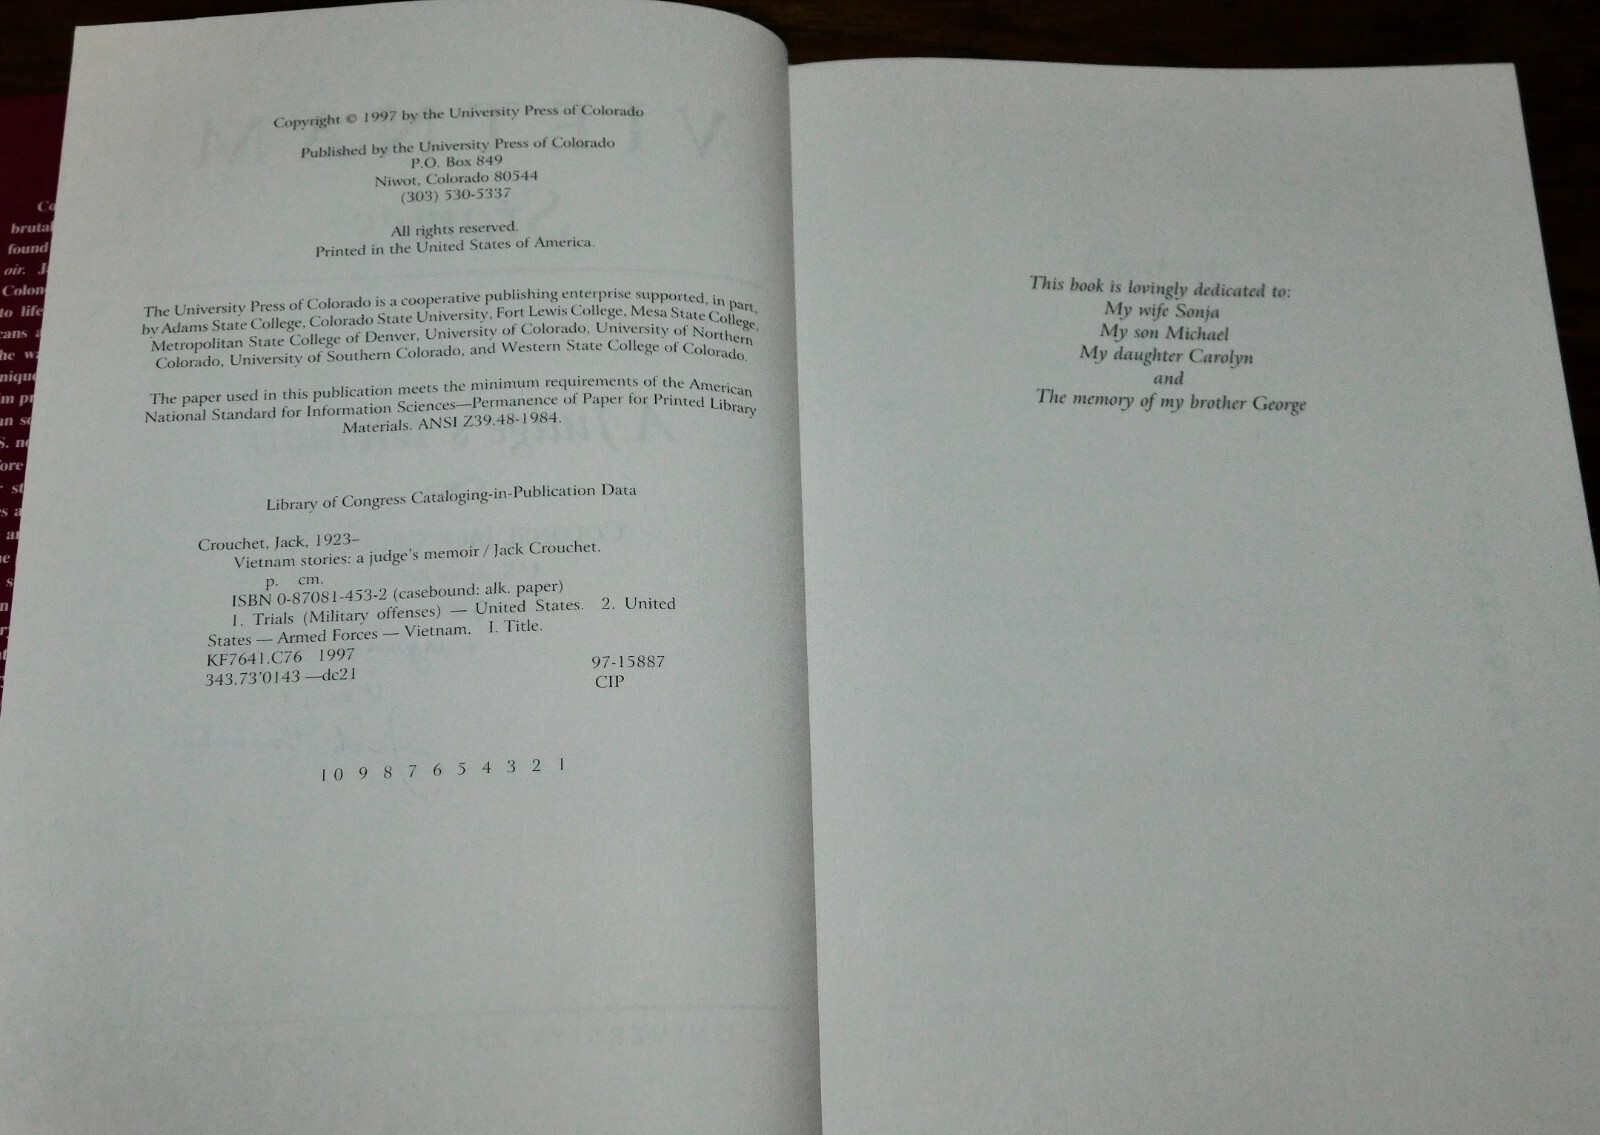 Copyright © 1997 by the University Press of Colorado
Published by the University Press of Colorado
P.O. Box 849
Niwot, Colorado 80544
(303) 530-5337
All rights reserved.
Printed in the United States of America.
The University Press of Colorado is a cooperative publishing enterprise supported, in part,
by Adams State College, Colorado State University, Fort Lewis College, Mesa State College,
Metropolitan State College of Denver, University of Colorado, University of Northern
Colorado, University of Southern Colorado, and Western State College of Colorado.
The paper used in this publication meets the minimum requirements of the American
National Standard for Information Sciences—Permanence of Paper for Printed Library
Materials. ANSI Z39.48-1984.
Library of Congress Cataloging-in-Publication Data
Crouchet, Jack, 1923–
Vietnam stories: a judge's memoir / Jack Crouchet.
p. cm.
ISBN 0-87081-453-2 (casebound: alk. paper)
1. Trials (Military offenses) — United States. 2. United
States — Armed Forces — Vietnam. I. Title.
KF7641.C76 1997
343.73'0143 —dc21
97-15887
CIP
10 9 8 7 6 5 4 3 2 1
This book is lovingly dedicated to:
My wife Sonja
My son Michael
My daughter Carolyn
and
The memory of my brother George